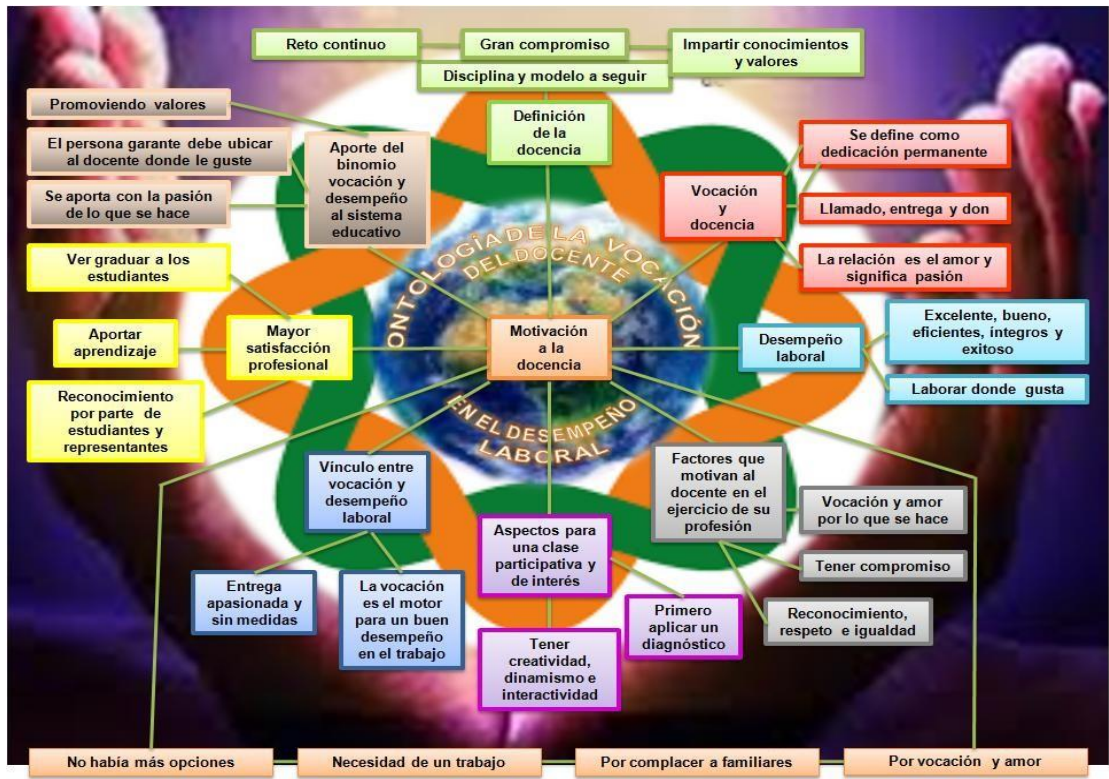 Reto continuo
Gran compromiso
Impartir conocimientos
y valores
Disciplina y modelo a seguir
Definición
de la
docencia
Promoviendo valores
El persona garante debe ubicar
al docente donde le guste
Se aporta con la pasión
de lo que se hace
Aporte del
binomio
vocación y
desempeño
al sistema
educativo
Vocación
y
docencia
Se define como
dedicación permanente
Llamado, entrega y don
La relación es el amor y
significa pasión
ONTOLOGÍA DE LA VOCACIÓN
DEL DOCENTE
EN EL DESEMPEÑO
LABORAL
Motivación
a la
docencia
Ver graduar a los
estudiantes
Aportar
aprendizaje
Reconocimiento
por parte de
estudiantes y
representantes
Mayor
satisfacción
profesional
Desempeño
laboral
Excelente, bueno,
eficientes, íntegros y
exitoso
Laborar donde gusta
Vínculo entre
vocación y
desempeño
laboral
Entrega
apasionada y
sin medidas
La vocación
es el motor
para un buen
desempeño
en el trabajo
Aspectos para
una clase
participativa y
de interés
Tener
creatividad,
dinamismo e
interactividad
Primero
aplicar un
diagnóstico
Factores que
motivan al
docente en el
ejercicio de su
profesión
Vocación y amor
por lo que se hace
Tener compromiso
Reconocimiento,
respeto e igualdad
No había más opciones
Necesidad de un trabajo
Por complacer a familiares
Por vocación y amor